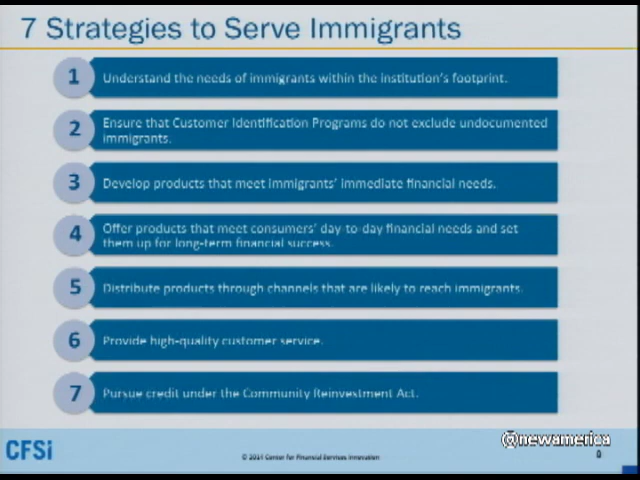 7 Strategies to Serve Immigrants
1 Understand the needs of immigrants within the institution's footprint.
2 Ensure that Customer Identification Programs do not exclude undocumented
immigrants.
3 Develop products that meet immigrants' immediate financial needs.
4 Offer products that meet consumers' day-to-day financial needs and set
them up for long-term financial success.
5 Distribute products through channels that are likely to reach immigrants.
6 Provide high-quality customer service.
7 Pursue credit under the Community Reinvestment Act.
@newamerica
CFSi
© 2014 Center for Financial Services Innovation